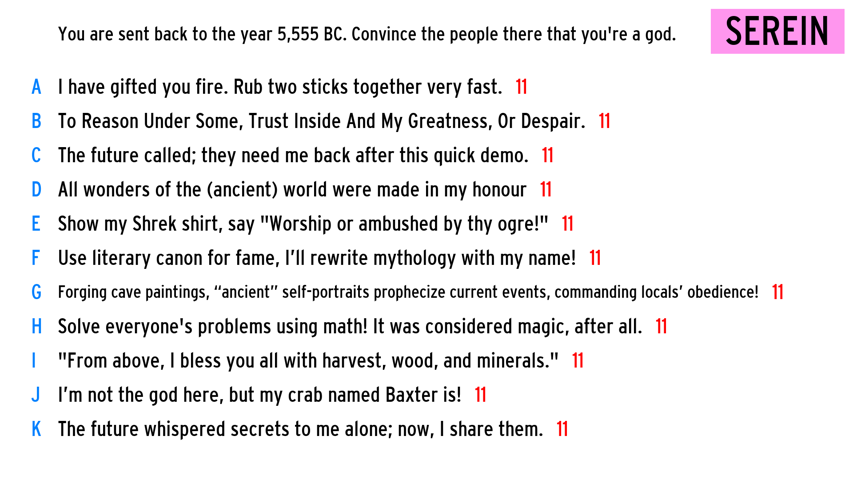 You are sent back to the year 5,555 BC. Convince the people there that you're a god.
SEREIN
A I have gifted you fire. Rub two sticks together very fast. 11
B To Reason Under Some, Trust Inside And My Greatness, Or Despair. 11
C The future called; they need me back after this quick demo. 11
D All wonders of the (ancient) world were made in my honour 11
E Show my Shrek shirt, say "Worship or ambushed by thy ogre!" 11
F Use literary canon for fame, I’ll rewrite mythology with my name! 11
G Forging cave paintings, “ancient” self-portraits prophecize current events, commanding locals’ obedience! 11
H Solve everyone's problems using math! It was considered magic, after all. 11
I "From above, I bless you all with harvest, wood, and minerals." 11
J I’m not the god here, but my crab named Baxter is! 11
K The future whispered secrets to me alone; now, I share them. 11